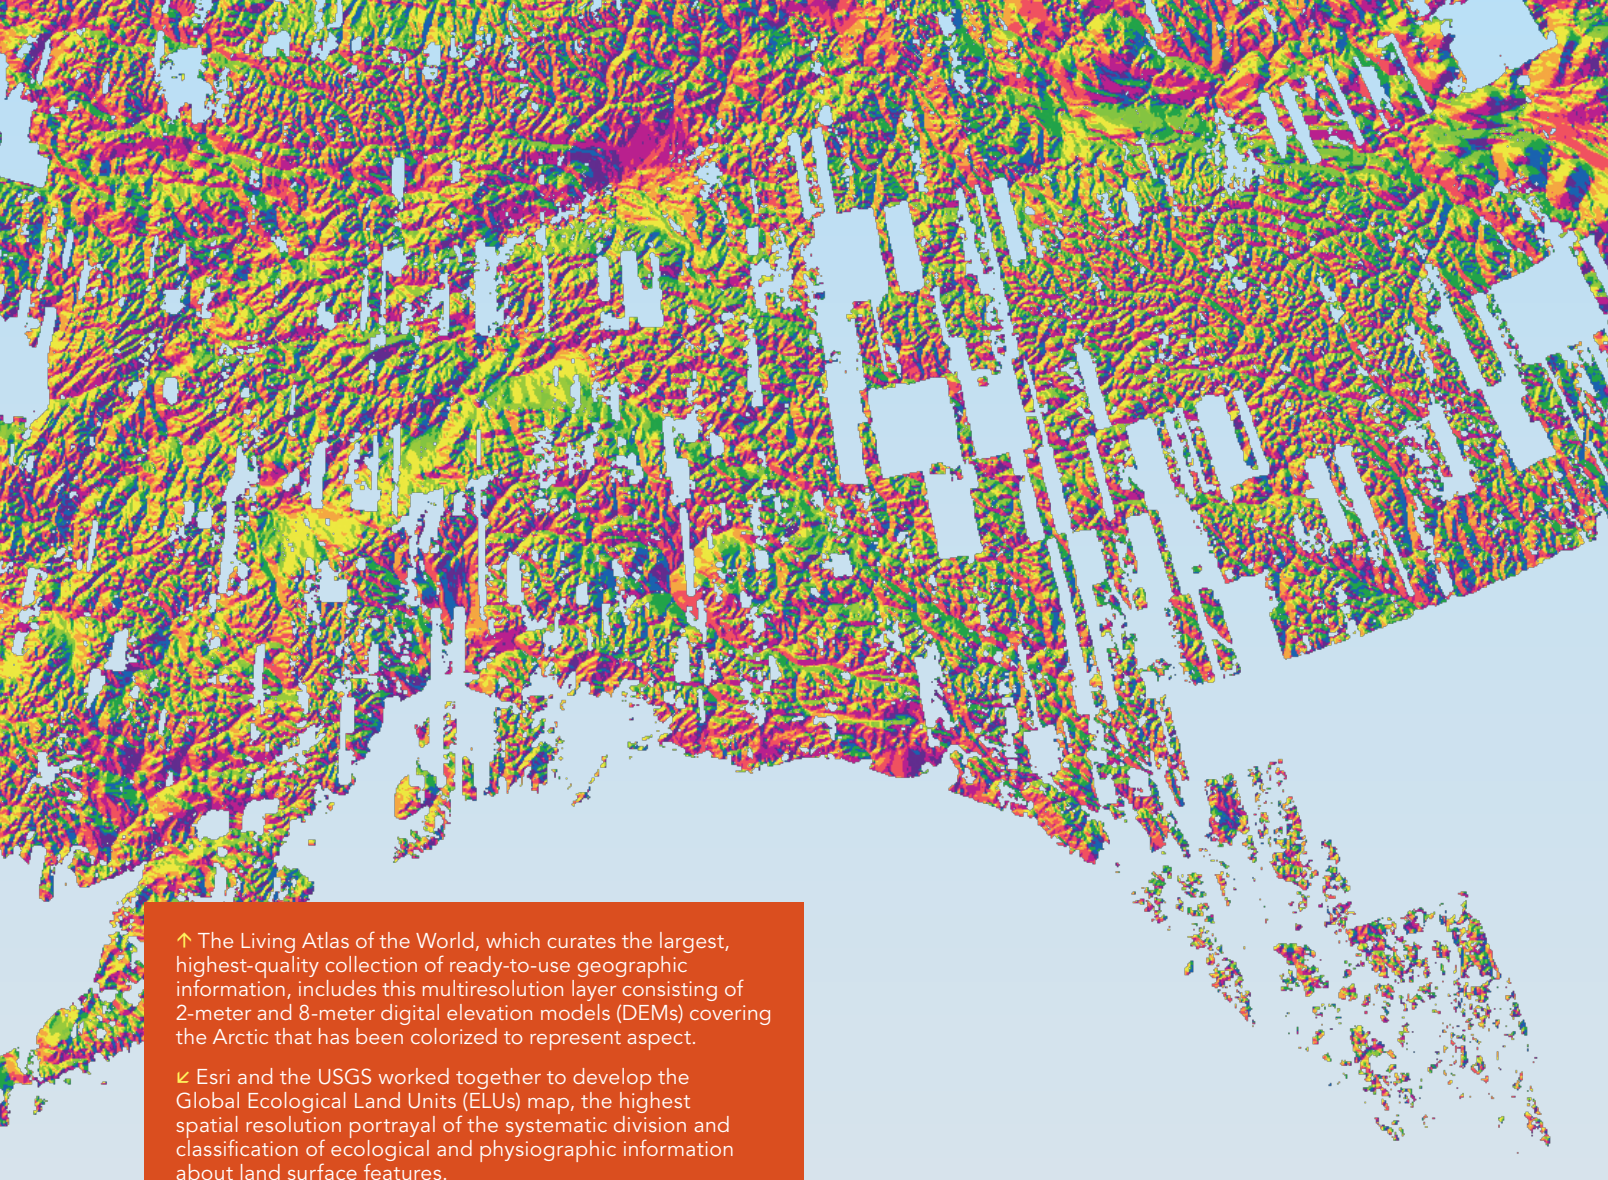 ↑ The Living Atlas of the World, which curates the largest,
highest-quality collection of ready-to-use geographic
information, includes this multiresolution layer consisting of
2-meter and 8-meter digital elevation models (DEMs) covering
the Arctic that has been colorized to represent aspect.
↙ Esri and the USGS worked together to develop the
Global Ecological Land Units (ELUs) map, the highest
spatial resolution portrayal of the systematic division and
classification of ecological and physiographic information
about land surface features.